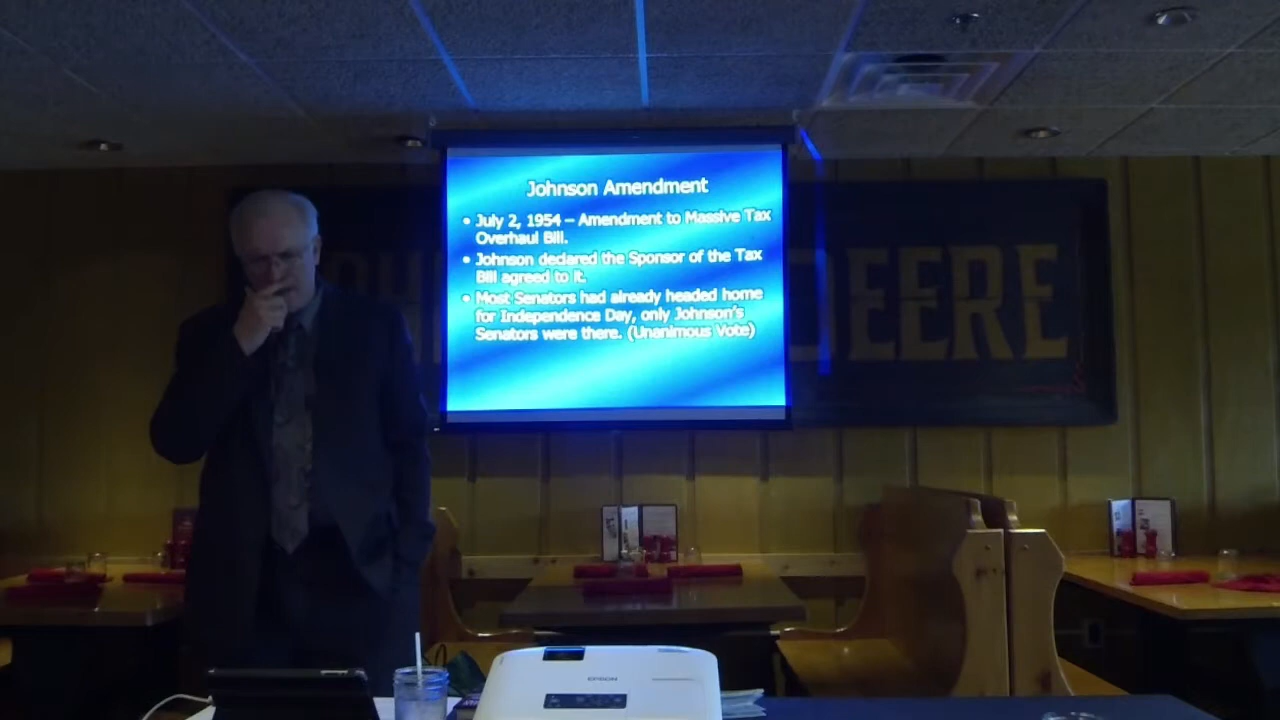 Johnson Amendment
• July 2, 1954 – Amendment to Massive Tax
Overhaul Bill.
• Johnson declared the Sponsor of the Tax
Bill agreed to it.
• Most Senators had already headed home
for Independence Day, only Johnson's
Senators were there. (Unanimous Vote)
DEERE
EPSON